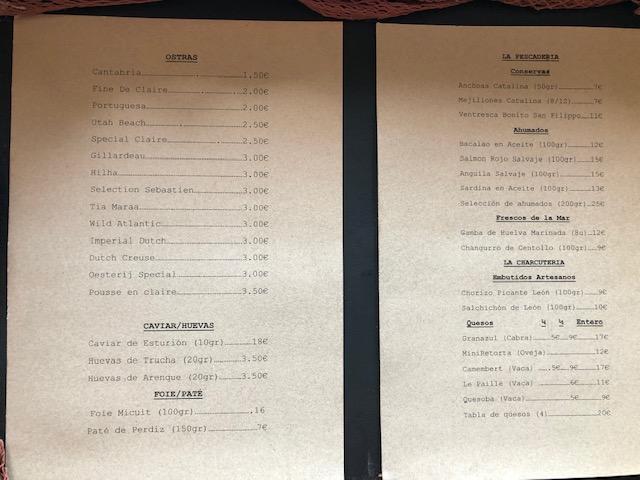 OSTRAS
Cantabria 1.50€
Fine De Claire 2.00€
Portuguesa 2.00€
Utah Beach 2.50€
Special Claire 2.50€
Gillardeau 3.00€
Hilha 3.00€
Selection Sebastien 3.00€
Tia Maraa 3.00€
Wild Atlantic 3.00€
Imperial Dutch 3.00€
Dutch Creuse 3.00€
Oesterij Special 3.00€
Pousse en claire 3.50€
CAVIAR/HUEVAS
Caviar de Esturión (10gr) 18€
Huevas de Trucha (20gr) 3.50€
Huevas de Arenque (20gr) 3.50€
FOIE/PATÉ
Foie Micuit (100gr) .16
Paté de Perdiz (150gr) 7€
LA PESCADERIA
Conservas
Anchoas Catalina (50gr) 7€
Mejillones Catalina (8/12) 7€
Ventresca Bonito San Filippo 11€
Ahumados
Bacalao en Aceite (100gr) 12€
Salmon Rojo Salvaje (100gr) 15€
Anguila Salvaje (100gr) 15€
Sardina en Aceite (100gr) 13€
Selección de ahumados (200gr) 25€
Frescos de la Mar
Gamba de Huelva Marinada (8u) 12€
Changurro de Centollo (100gr) 9€
LA CHARCUTERIA
Embutidos Artesanos
Chorizo Picante León (100gr) 9€
Salchichón de León (100gr) 10€
Quesos ¼ ½ Entero
Granazul (Cabra) 5€ 9€ 17€
MiniRetorta (Oveja) 12€
Camembert (Vaca) 5€ 9€ 17€
Le Paille (Vaca) 6€ 11€
Quesoba (Vaca) 5€ 9€
Tabla de quesos (4) 20€